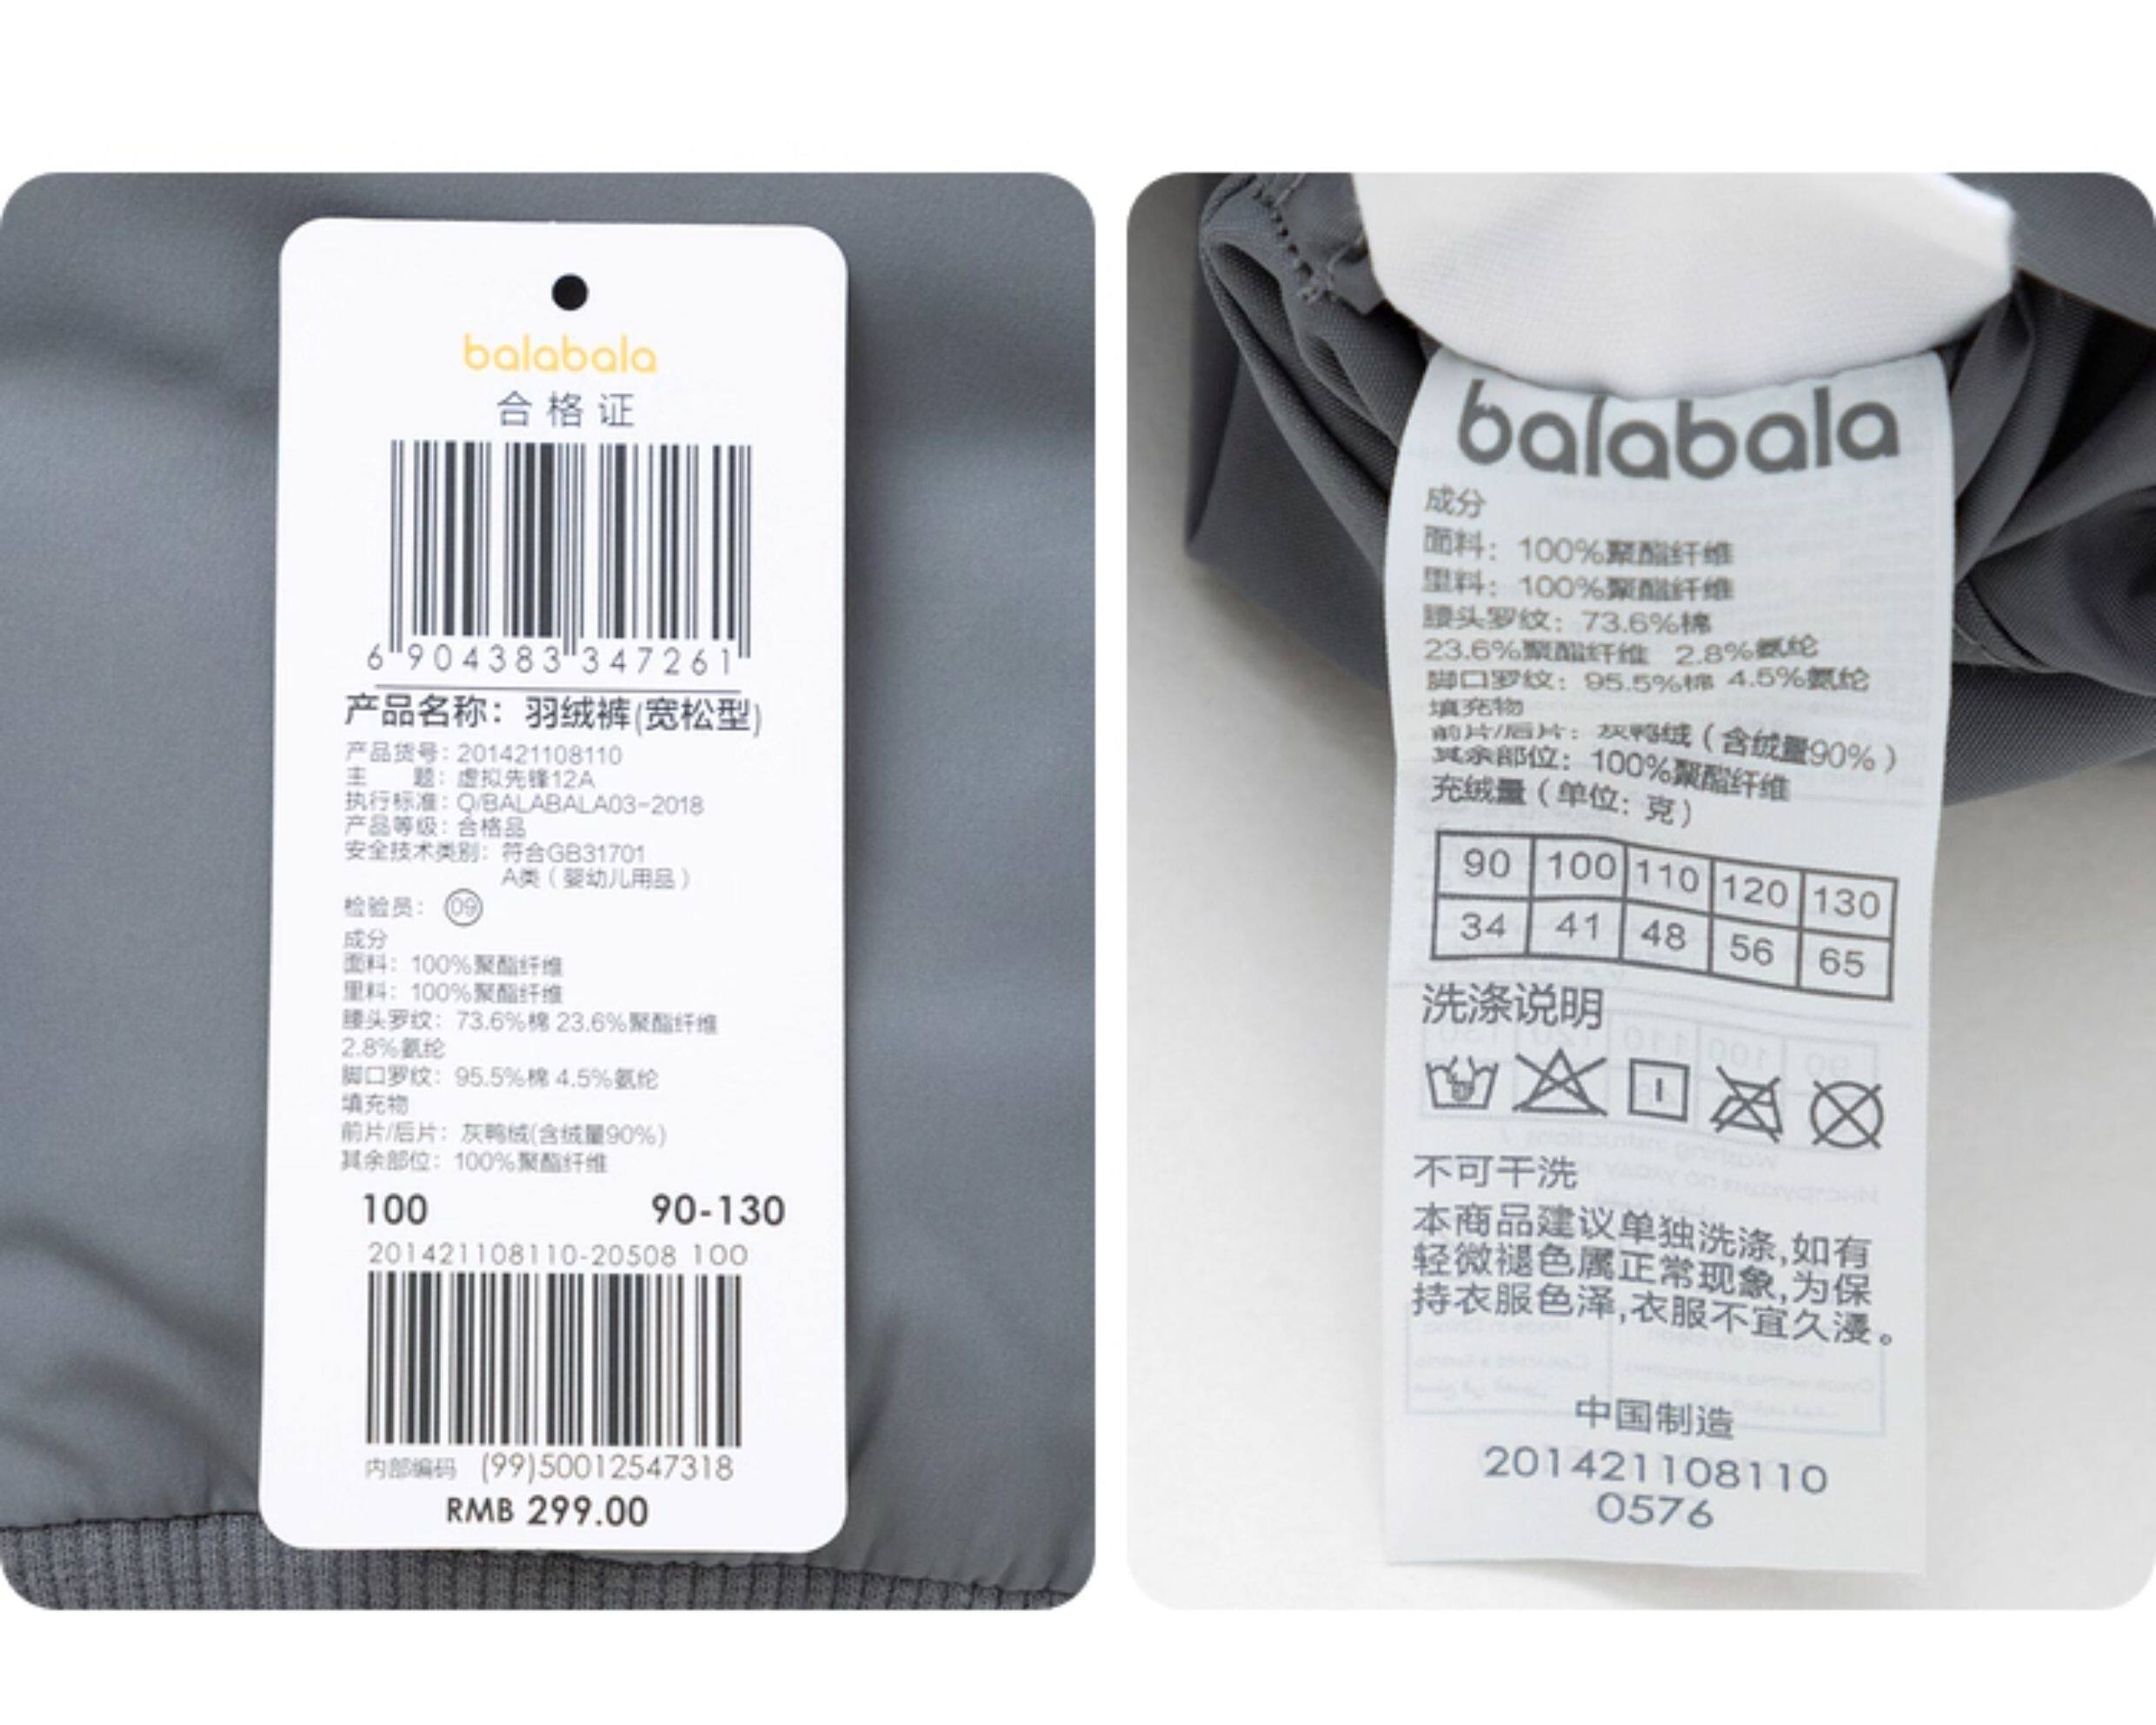 balabala
合格证
6 904383 347261
产品名称：羽绒裤(宽松型)
产品货号：201421108110
主　　题：虚拟先锋12A
执行标准：Q/BALABALA03-2018
产品等级：合格品
安全技术类别：符合GB31701
A类（婴幼儿用品）
检验员：09
成分
面料：100%聚酯纤维
里料：100%聚酯纤维
腰头罗纹：73.6%棉 23.6%聚酯纤维
2.8%氨纶
脚口罗纹：95.5%棉 4.5%氨纶
填充物
前片/后片：灰鸭绒(含绒量90%)
其余部位：100%聚酯纤维
100 90-130
201421108110-20508 100
内部编码 (99)50012547318
RMB 299.00
balabala
成分
面料：100%聚酯纤维
里料：100%聚酯纤维
腰头罗纹：73.6%棉
23.6%聚酯纤维 2.8%氨纶
脚口罗纹：95.5%棉 4.5%氨纶
填充物
前片/后片：灰鸭绒（含绒量90%）
其余部位：100%聚酯纤维
充绒量（单位：克）
90 100 110 120 130
34 41 48 56 65
洗涤说明
不可干洗
本商品建议单独洗涤,如有
轻微褪色属正常现象,为保
持衣服色泽,衣服不宜久浸。
中国制造
201421108110
0576